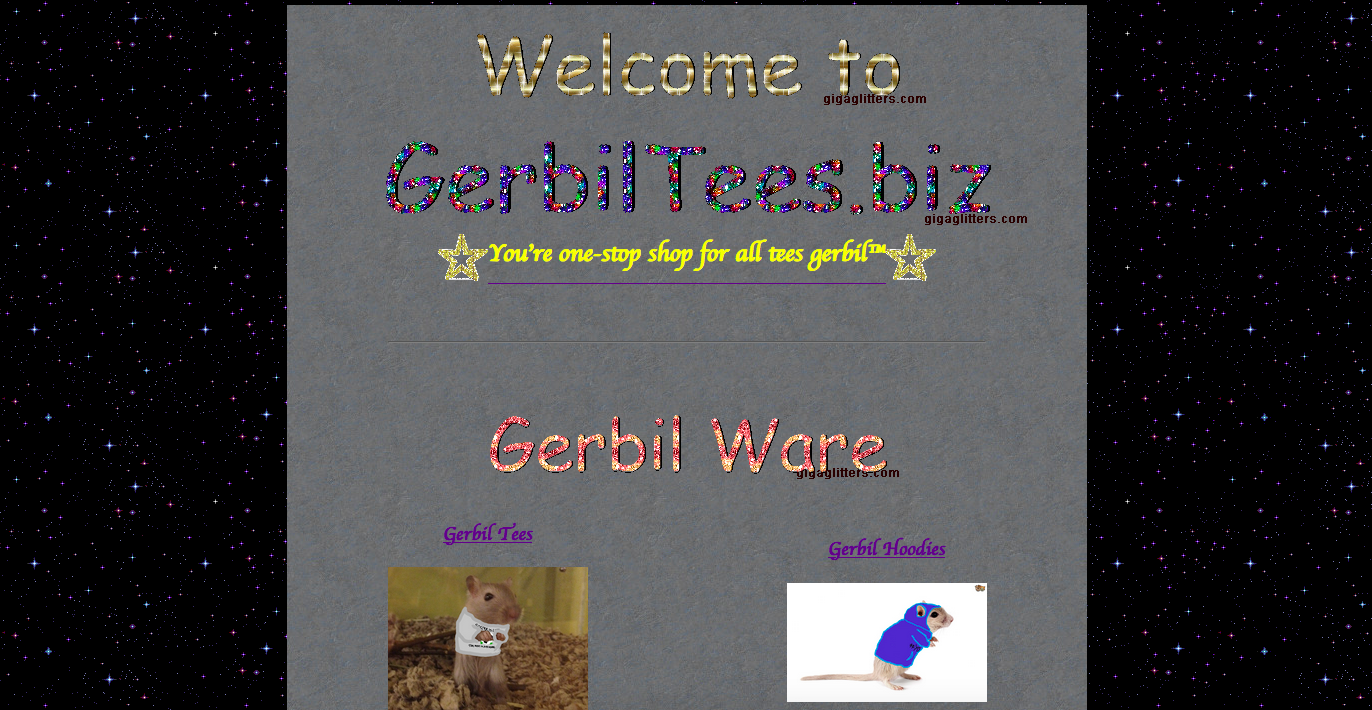 Welcome to
gigaglitters.com
GerbilTees.biz
gigaglitters.com
You're one-stop shop for all tees gerbil™
Gerbil Ware
gigaglitters.com
Gerbil Tees
Gerbil Hoodies